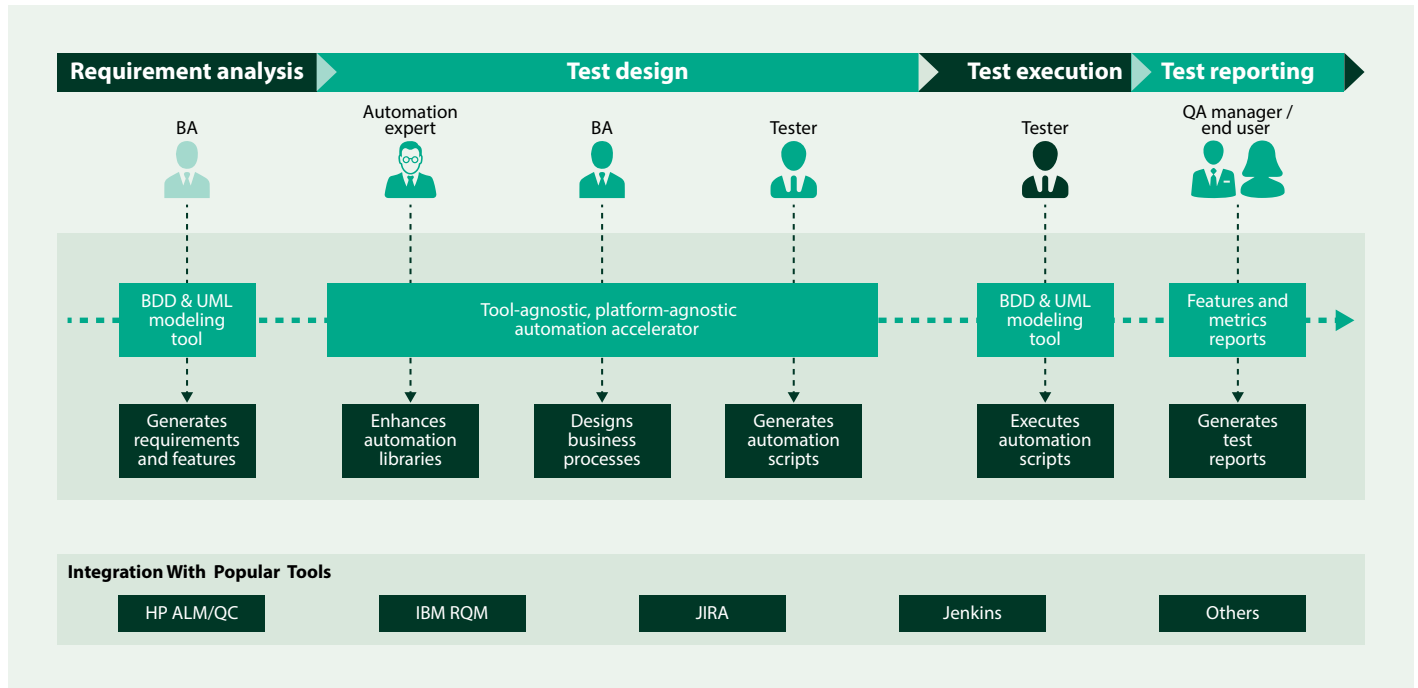 Requirement analysis
Test design
Test execution
Test reporting
BA
Automation
expert
BA
Tester
Tester
QA manager /
end user
BDD & UML
modeling
tool
Tool-agnostic, platform-agnostic
automation accelerator
BDD & UML
modeling
tool
Features and
metrics
reports
Generates
requirements
and features
Enhances
automation
libraries
Designs
business
processes
Generates
automation
scripts
Executes
automation
scripts
Generates
test
reports
Integration With Popular Tools
HP ALM/QC
IBM RQM
JIRA
Jenkins
Others